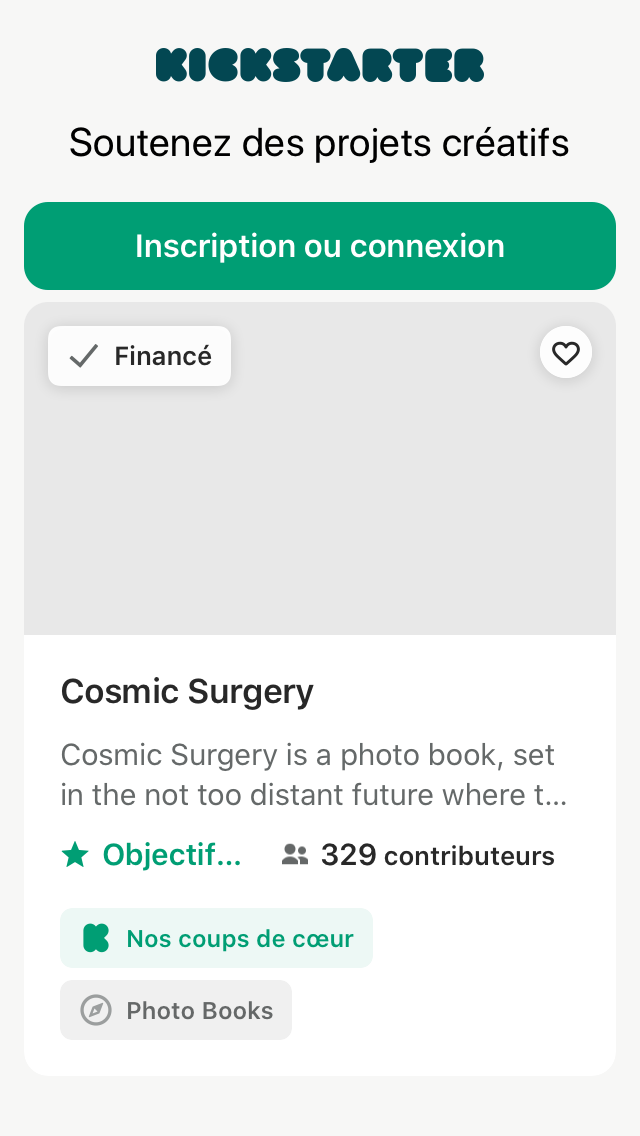 KICKSTARTER
Soutenez des projets créatifs
Inscription ou connexion
Financé
Cosmic Surgery
Cosmic Surgery is a photo book, set
in the not too distant future where t...
Objectif...
329 contributeurs
Nos coups de cœur
Photo Books